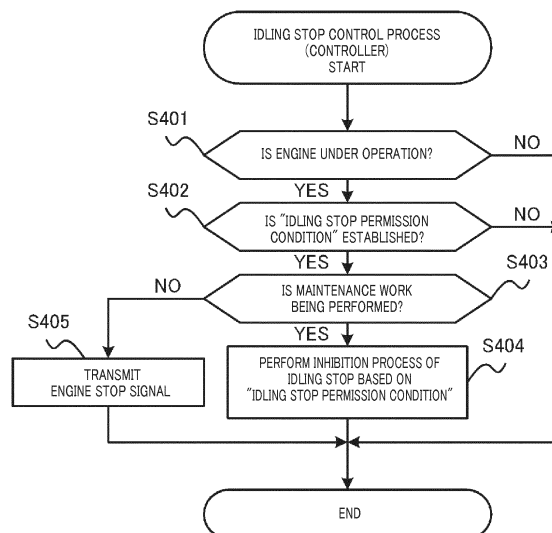 IDLING STOP CONTROL PROCESS
(CONTROLLER)
START
S401
IS ENGINE UNDER OPERATION?
NO
YES
S402
IS "IDLING STOP PERMISSION
CONDITION" ESTABLISHED?
NO
YES
S403
IS MAINTENANCE WORK
BEING PERFORMED?
NO
YES
S405
TRANSMIT
ENGINE STOP SIGNAL
S404
PERFORM INHIBITION PROCESS OF
IDLING STOP BASED ON
"IDLING STOP PERMISSION CONDITION"
END